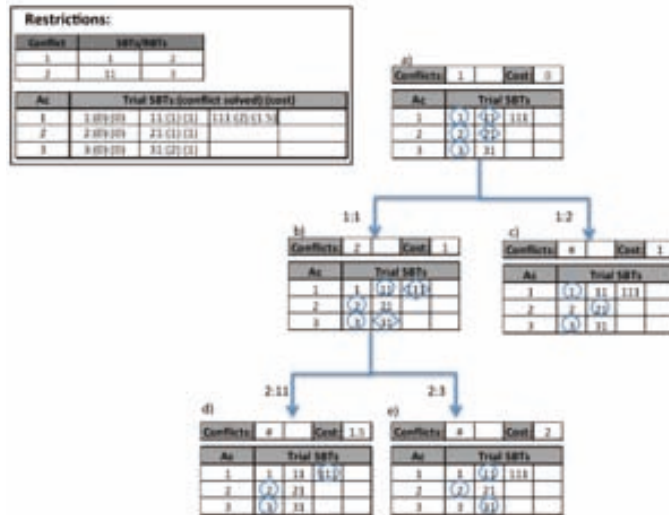 Restrictions:
Conflict SBTs/RBTs
1 1 2
2 11 3
Ac Trial SBTs (conflict solved) (cost)
1 1 (0) (0) 11 (1) (1) 111 (2) (1.5)
2 2 (0) (0) 21 (1) (1)
3 3 (0) (0) 31 (2) (1)
a)
Conflicts 1 Cost 0
Ac Trial SBTs
1 1 11 111
2 2 21
3 3 31
1:1
1:2
b)
Conflicts 2 Cost 1
Ac Trial SBTs
1 1 11 111
2 2 21
3 3 31
c)
Conflicts # Cost 1
Ac Trial SBTs
1 1 11 111
2 2 21
3 3 31
2:11
2:3
d)
Conflicts # Cost 1.5
Ac Trial SBTs
1 1 11 111
2 2 21
3 3 31
e)
Conflicts # Cost 2
Ac Trial SBTs
1 1 11 111
2 2 21
3 3 31